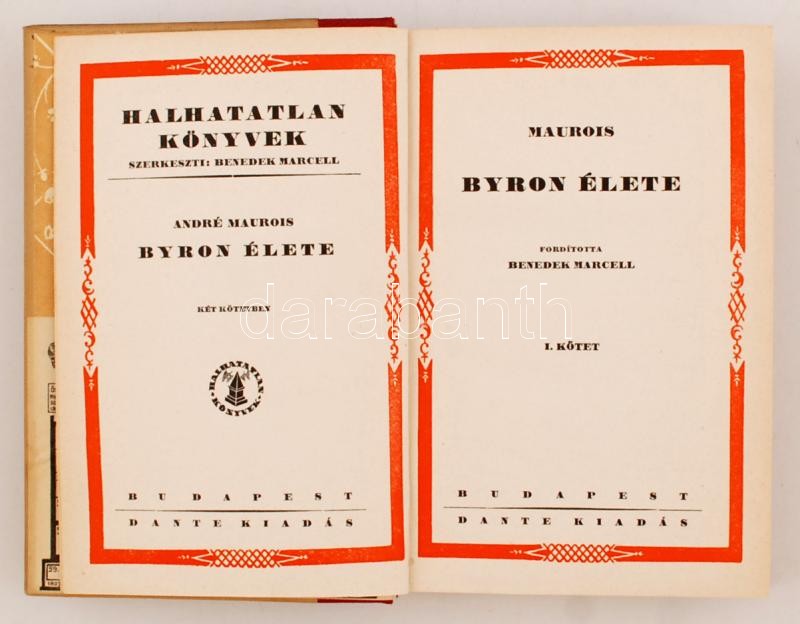 HALHATATLAN
KÖNYVEK
SZERKESZTI: BENEDEK MARCELL
ANDRÉ MAUROIS
BYRON ÉLETE
KÉT KÖTETBEN
HALHATATLAN
KÖNYVEK
BUDAPEST
DANTE KIADÁS
MAUROIS
BYRON ÉLETE
FORDÍTOTTA
BENEDEK MARCELL
I. KÖTET
BUDAPEST
DANTE KIADÁS
darabanth